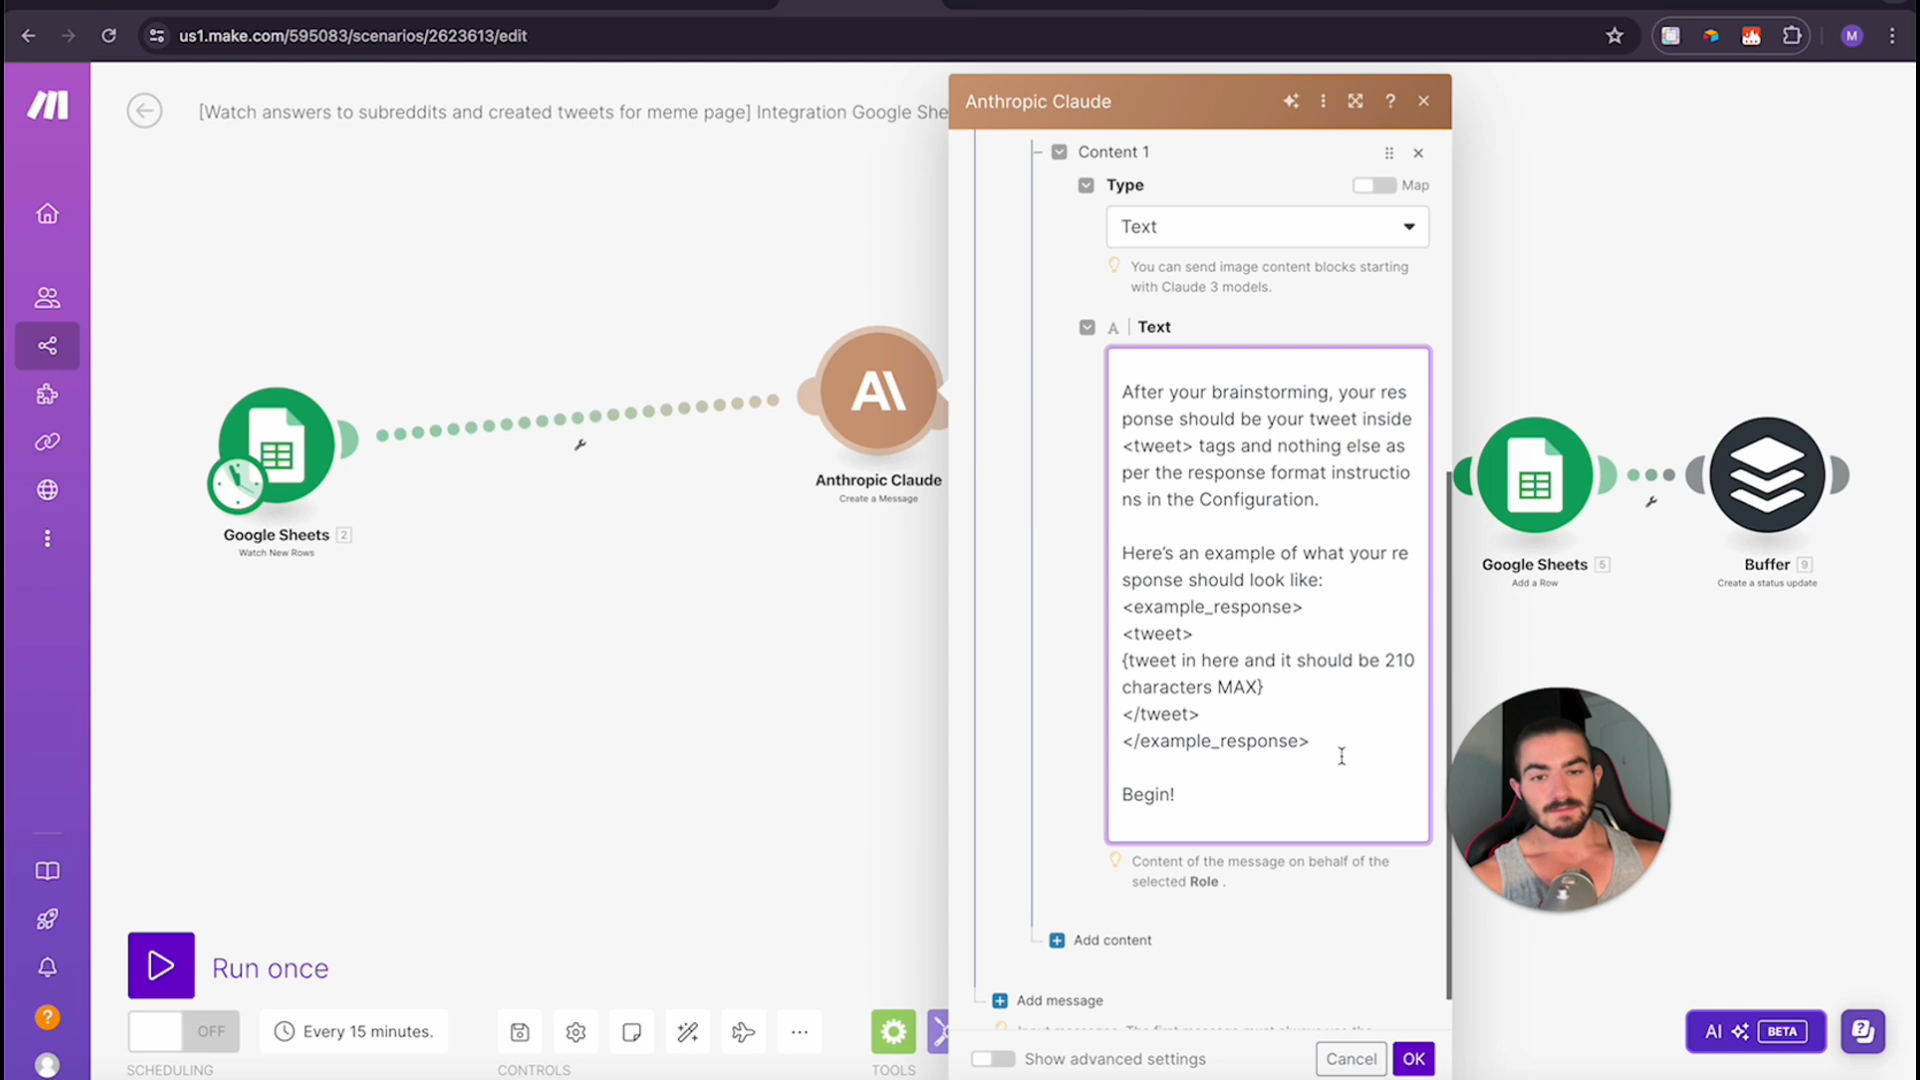 us1.make.com/595083/scenarios/2623613/edit
M
[Watch answers to subreddits and created tweets for meme page] Integration Google She
Anthropic Claude
Content 1
Type
Map
Text
You can send image content blocks starting
with Claude 3 models.
A | Text
After your brainstorming, your res
ponse should be your tweet inside
<tweet> tags and nothing else as
per the response format instructio
ns in the Configuration.
Here's an example of what your re
sponse should look like:
<example_response>
<tweet>
{tweet in here and it should be 210
characters MAX}
</tweet>
</example_response>
Begin!
Content of the message on behalf of the
selected Role .
Add content
Add message
Show advanced settings
Cancel
OK
Google Sheets 2
Watch New Rows
Anthropic Claude
Create a Message
Google Sheets 5
Add a Row
Buffer 9
Create a status update
Run once
OFF
Every 15 minutes.
SCHEDULING
CONTROLS
TOOLS
AI BETA